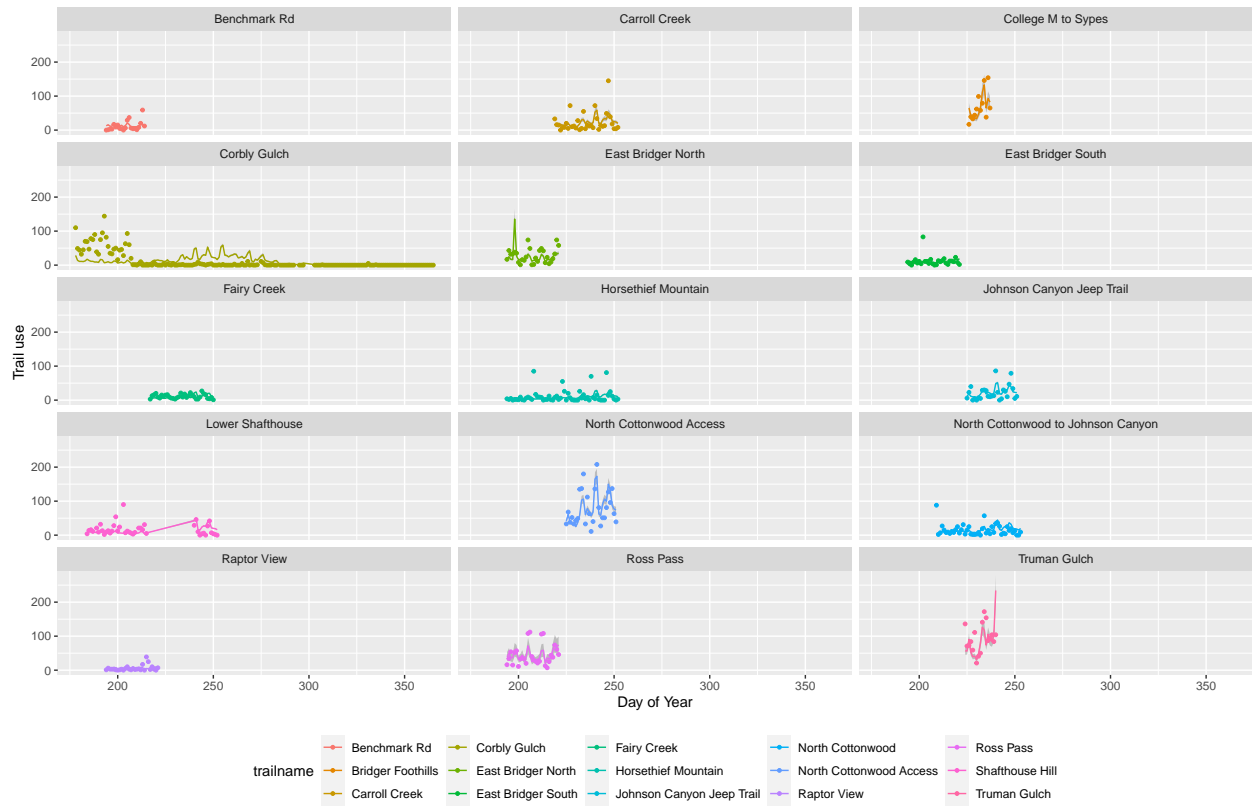 Benchmark Rd Carroll Creek College M to Sypes
200
100
0
Corbly Gulch East Bridger North East Bridger South
200
100
0
Fairy Creek Horsethief Mountain Johnson Canyon Jeep Trail
200
100
0
Trail use
Lower Shafthouse North Cottonwood Access North Cottonwood to Johnson Canyon
200
100
0
Raptor View Ross Pass Truman Gulch
200
100
0
200 250 300 350 200 250 300 350 200 250 300 350
Day of Year
trailname
Benchmark Rd Corbly Gulch Fairy Creek North Cottonwood Ross Pass
Bridger Foothills East Bridger North Horsethief Mountain North Cottonwood Access Shafthouse Hill
Carroll Creek East Bridger South Johnson Canyon Jeep Trail Raptor View Truman Gulch